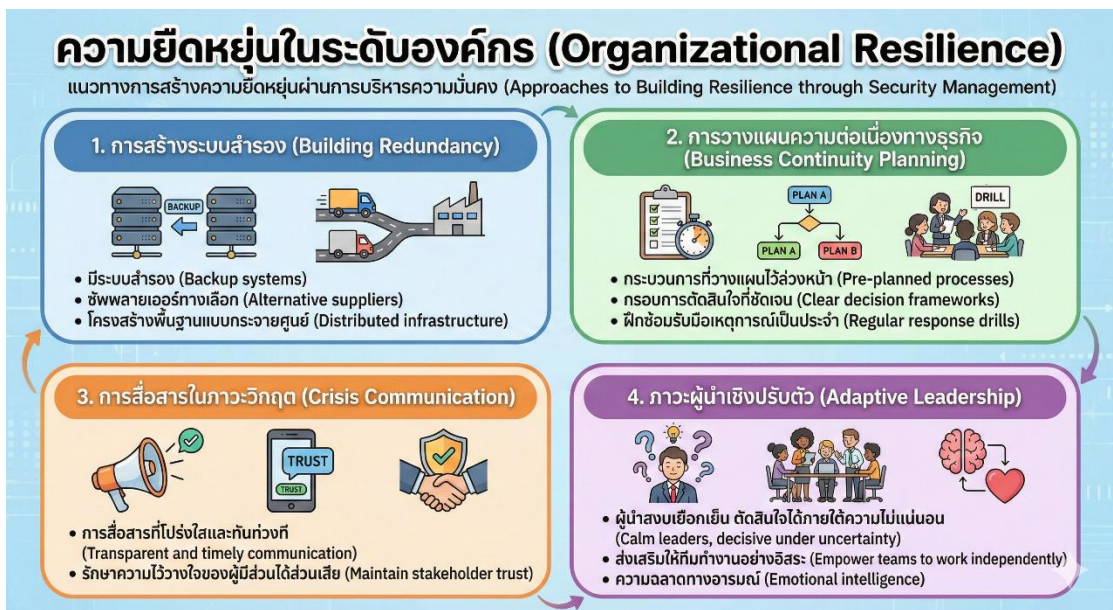 ความยืดหยุ่นในระดับองค์กร (Organizational Resilience)
แนวทางการสร้างความยืดหยุ่นผ่านการบริหารความมั่นคง (Approaches to Building Resilience through Security Management)
1. การสร้างระบบสำรอง (Building Redundancy)
BACKUP
• มีระบบสำรอง (Backup systems)
• ซัพพลายเออร์ทางเลือก (Alternative suppliers)
• โครงสร้างพื้นฐานแบบกระจายศูนย์ (Distributed infrastructure)
2. การวางแผนความต่อเนื่องทางธุรกิจ
(Business Continuity Planning)
PLAN A
PLAN A
PLAN B
DRILL
• กระบวนการที่วางแผนไว้ล่วงหน้า (Pre-planned processes)
• กรอบการตัดสินใจที่ชัดเจน (Clear decision frameworks)
• ฝึกซ้อมรับมือเหตุการณ์เป็นประจำ (Regular response drills)
3. การสื่อสารในภาวะวิกฤต (Crisis Communication)
TRUST
TRUST
• การสื่อสารที่โปร่งใสและทันท่วงที
(Transparent and timely communication)
• รักษาความไว้วางใจของผู้มีส่วนได้ส่วนเสีย (Maintain stakeholder trust)
4. ภาวะผู้นำเชิงปรับตัว (Adaptive Leadership)
• ผู้นำสงบเยือกเย็น ตัดสินใจได้ภายใต้ความไม่แน่นอน
(Calm leaders, decisive under uncertainty)
• ส่งเสริมให้ทีมทำงานอย่างอิสระ (Empower teams to work independently)
• ความฉลาดทางอารมณ์ (Emotional intelligence)